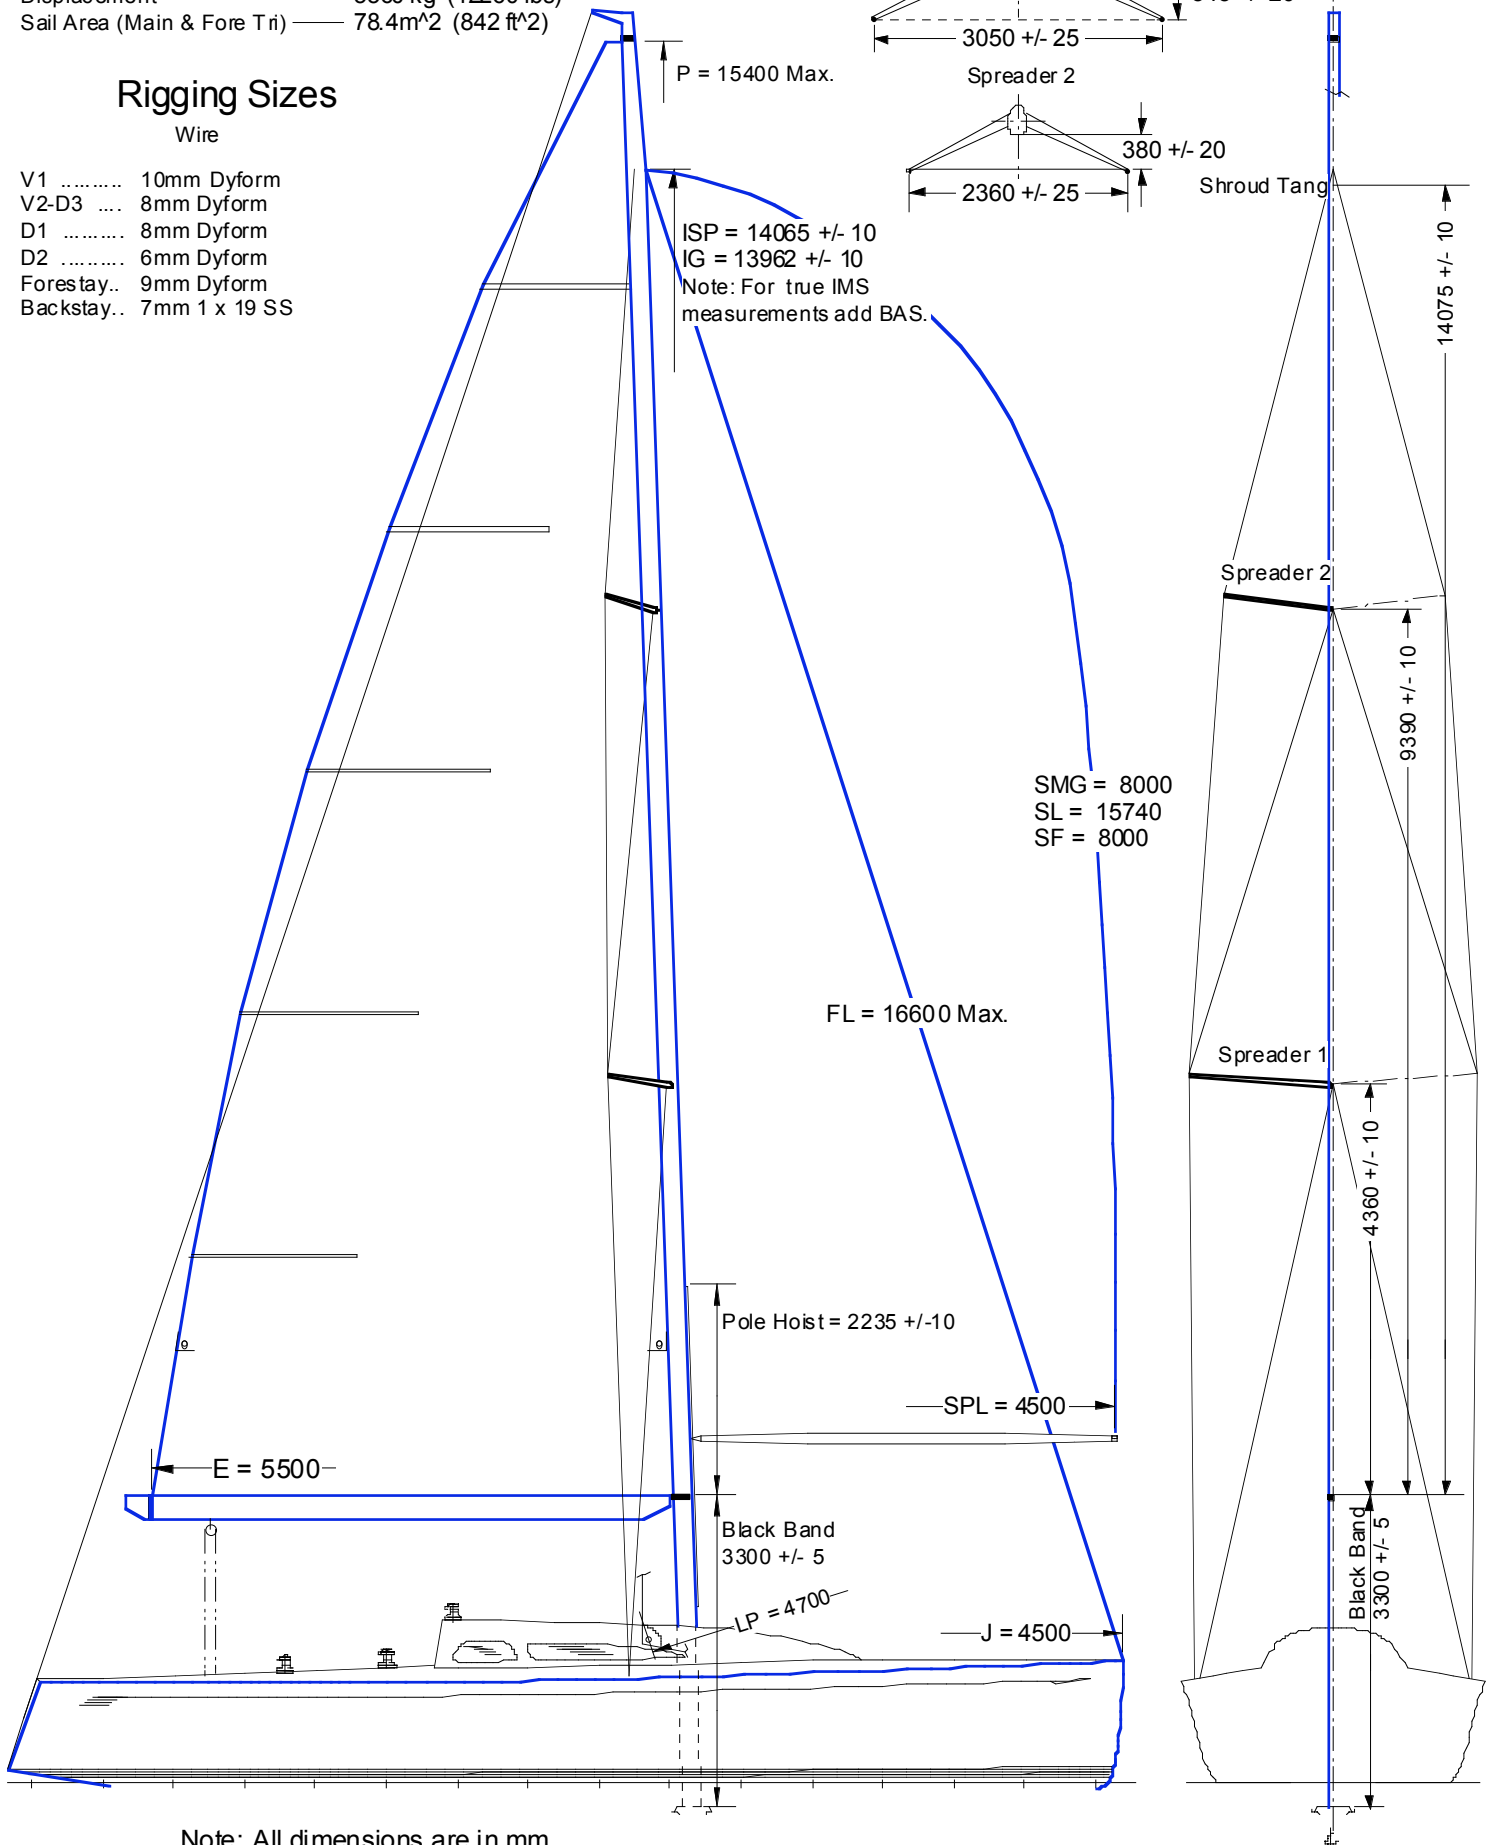 Sail Area (Main & Fore Tri) 78.4m^2 (842 ft^2)
3050 +/- 25
Spreader 2
P = 15400 Max.
Rigging Sizes
Wire
380 +/- 20
2360 +/- 25
Shroud Tang
V1 ......... 10mm Dyform
V2-D3 .... 8mm Dyform
D1 ......... 8mm Dyform
D2 ......... 6mm Dyform
Forestay.. 9mm Dyform
Backstay.. 7mm 1 x 19 SS
ISP = 14065 +/- 10
IG = 13962 +/- 10
Note: For true IMS
measurements add BAS.
14075 +/- 10
Spreader 2
9390 +/- 10
SMG = 8000
SL = 15740
SF = 8000
FL = 16600 Max.
Spreader 1
4360 +/- 10
Pole Hoist = 2235 +/-10
SPL = 4500
E = 5500
Black Band
3300 +/- 5
Black Band
3300 +/- 5
LP = 4700
J = 4500
Note: All dimensions are in mm